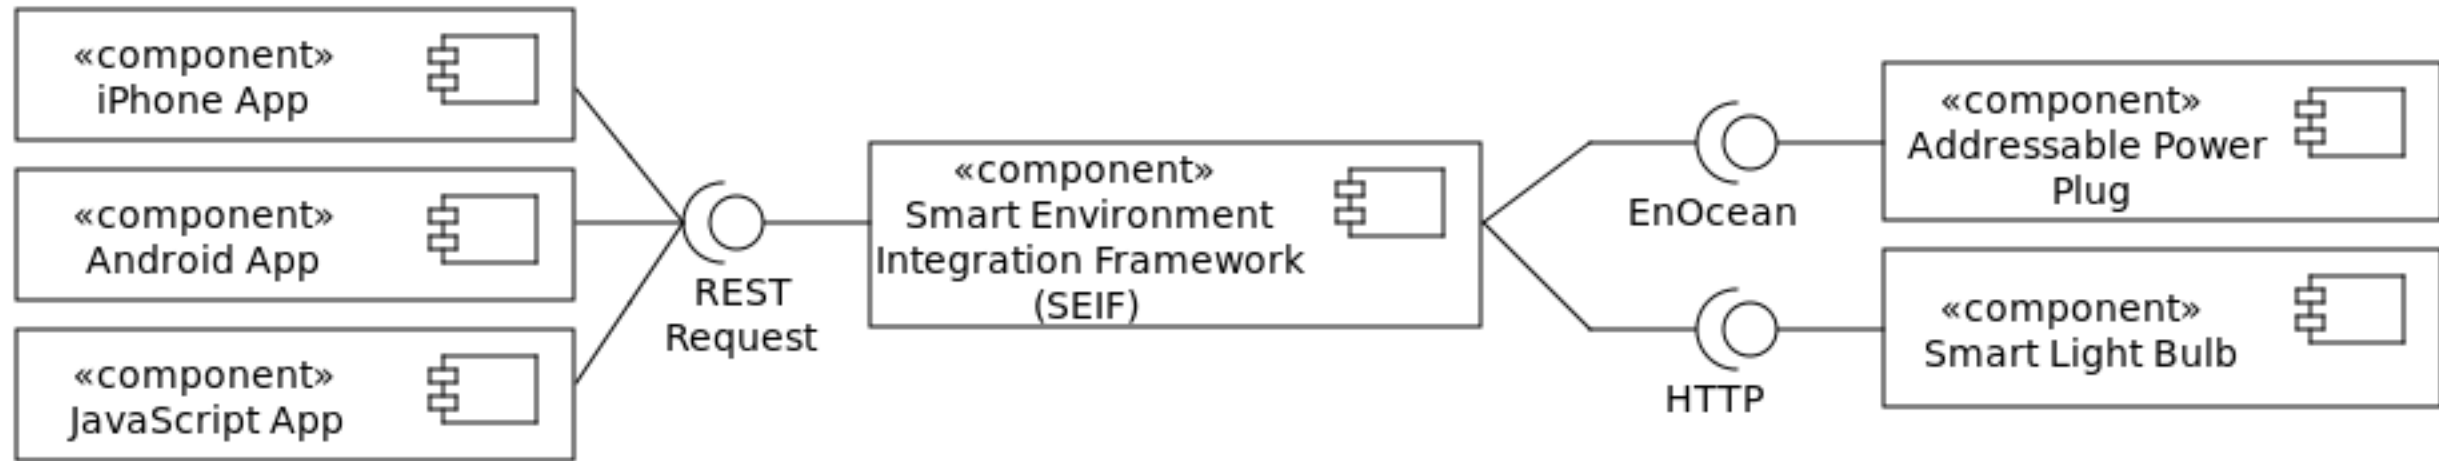 «component»
iPhone App
«component»
Android App
«component»
JavaScript App
REST
Request
«component»
Smart Environment
Integration Framework
(SEIF)
EnOcean
HTTP
«component»
Addressable Power
Plug
«component»
Smart Light Bulb